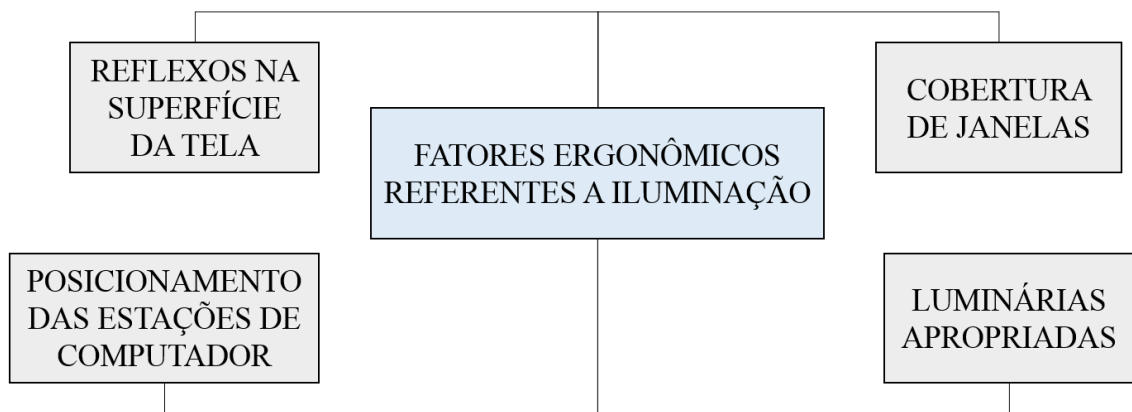 REFLEXOS NA
SUPERFÍCIE
DA TELA
COBERTURA
DE JANELAS
FATORES ERGONÔMICOS
REFERENTES A ILUMINAÇÃO
POSICIONAMENTO
DAS ESTAÇÕES DE
COMPUTADOR
LUMINÁRIAS
APROPRIADAS